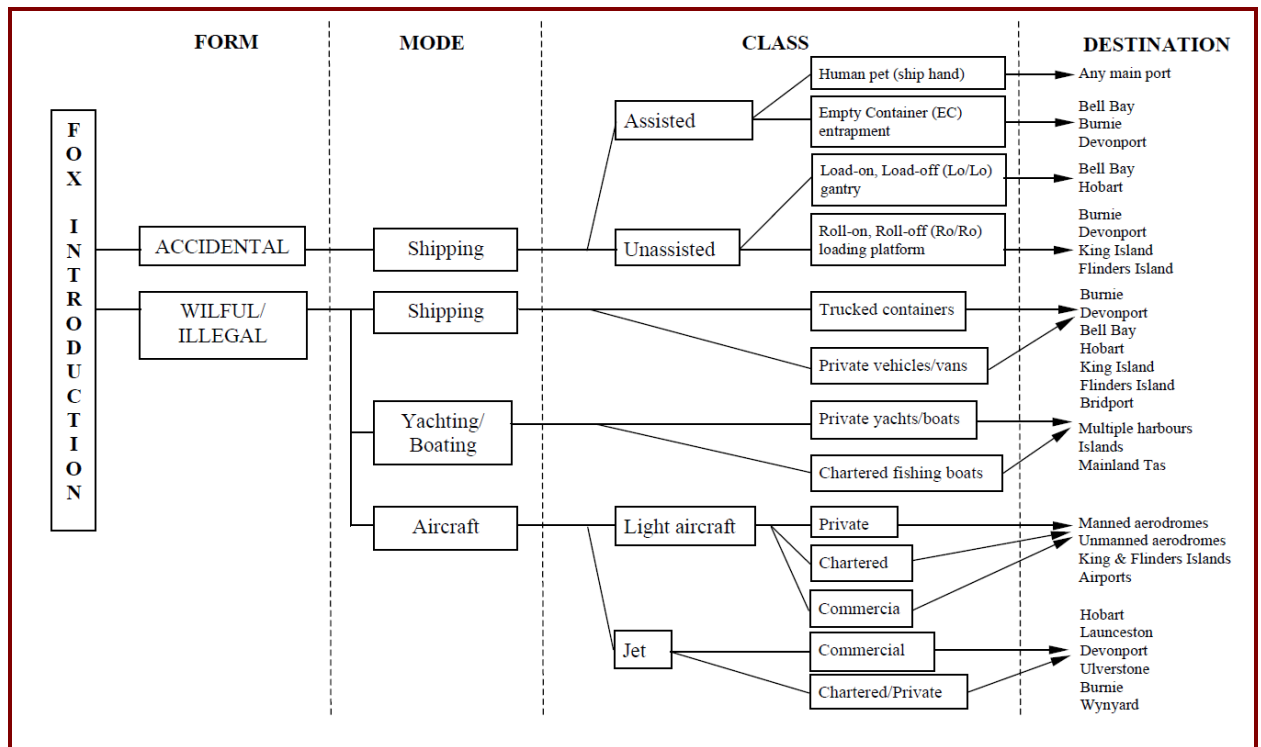 FORM
MODE
CLASS
DESTINATION
FOX INTRODUCTION
ACCIDENTAL
Shipping
Assisted
Human pet (ship hand)
Any main port
Empty Container (EC)
entrapment
Bell Bay
Burnie
Devonport
Unassisted
Load-on, Load-off (Lo/Lo)
gantry
Bell Bay
Hobart
Roll-on, Roll-off (Ro/Ro)
loading platform
Burnie
Devonport
King Island
Flinders Island
WILFUL/
ILLEGAL
Shipping
Trucked containers
Private vehicles/vans
Burnie
Devonport
Bell Bay
Hobart
King Island
Flinders Island
Bridport
Yachting/
Boating
Private yachts/boats
Chartered fishing boats
Multiple harbours
Islands
Mainland Tas
Aircraft
Light aircraft
Private
Chartered
Commercia
Manned aerodromes
Unmanned aerodromes
King & Flinders Islands
Airports
Jet
Commercial
Chartered/Private
Hobart
Launceston
Devonport
Ulverstone
Burnie
Wynyard